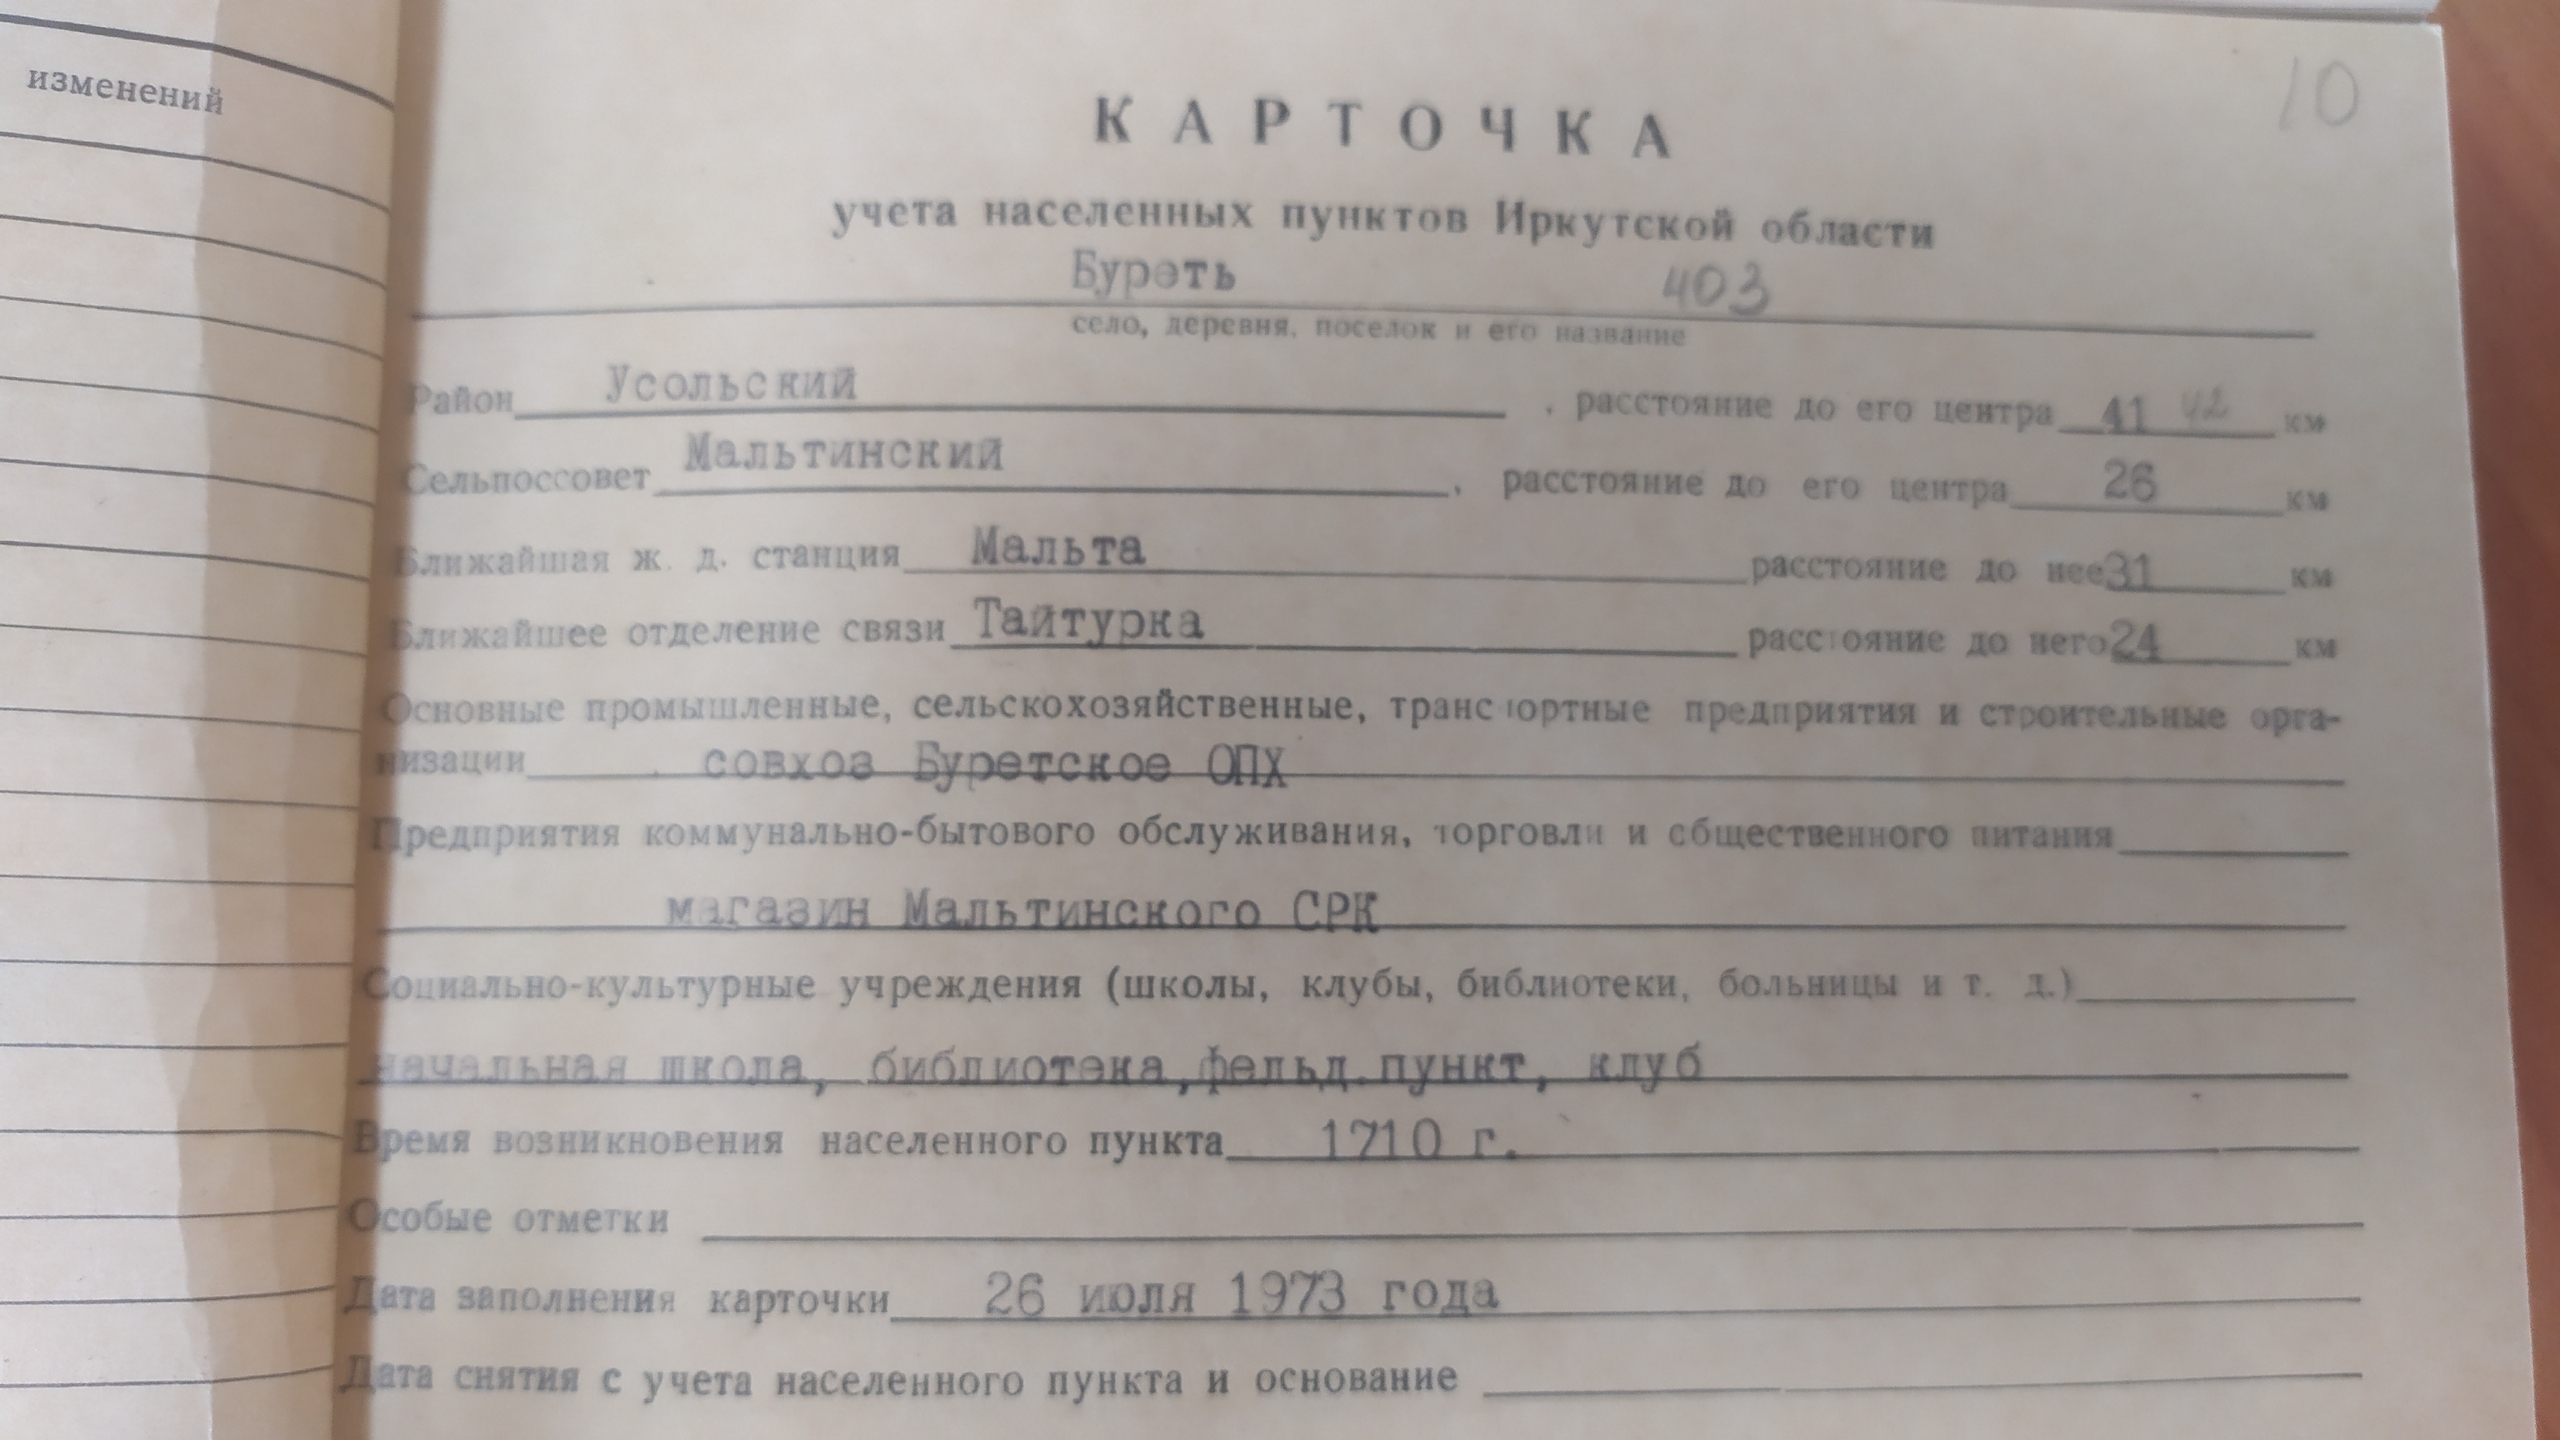 изменений
10
КАРТОЧКА
учета населенных пунктов Иркутской области
Буреть 403
село, деревня, поселок и его название
Район Усольский, расстояние до его центра 41 42 км
Сельпоссовет Мальтинский, расстояние до его центра 26 км
Ближайшая ж. д. станция Мальта расстояние до нее 31 км
Ближайшее отделение связи Тайтурка расстояние до него 24 км
Основные промышленные, сельскохозяйственные, транспортные предприятия и строительные орга-
низации совхоз Буретское ОПХ
Предприятия коммунально-бытового обслуживания, торговли и общественного питания
магазин Мальтинского СРК
Социально-культурные учреждения (школы, клубы, библиотеки, больницы и т. д.)
начальная школа, библиотека, фельд.пункт, клуб
Время возникновения населенного пункта 1710 г.
Особые отметки
Дата заполнения карточки 26 июля 1973 года
Дата снятия с учета населенного пункта и основание